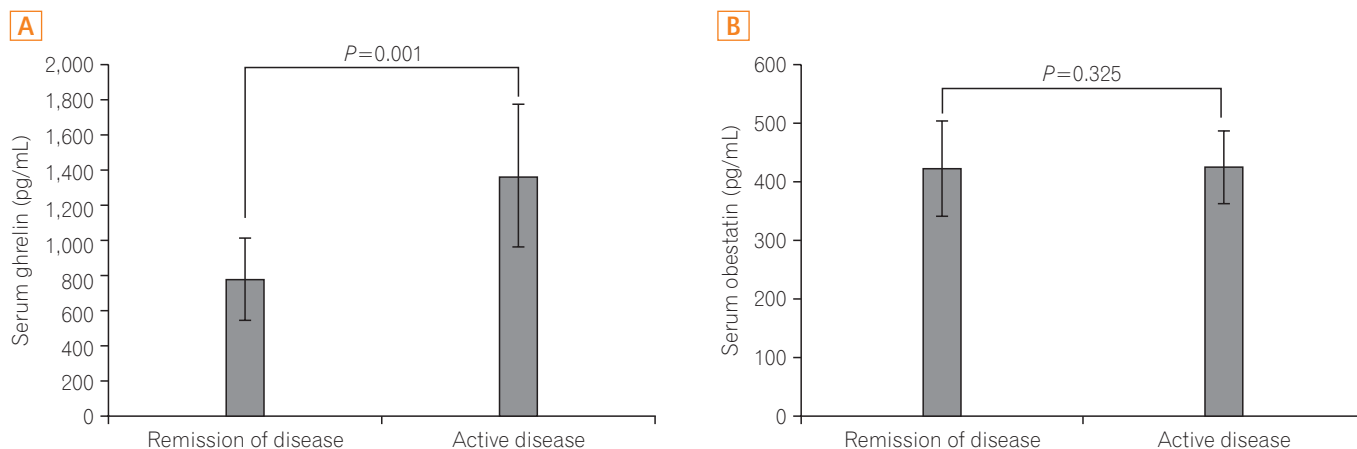 A
P=0.001
Serum ghrelin (pg/mL)
2,000
1,800
1,600
1,400
1,200
1,000
800
600
400
200
0
Remission of disease
Active disease
B
P=0.325
Serum obestatin (pg/mL)
600
500
400
300
200
100
0
Remission of disease
Active disease